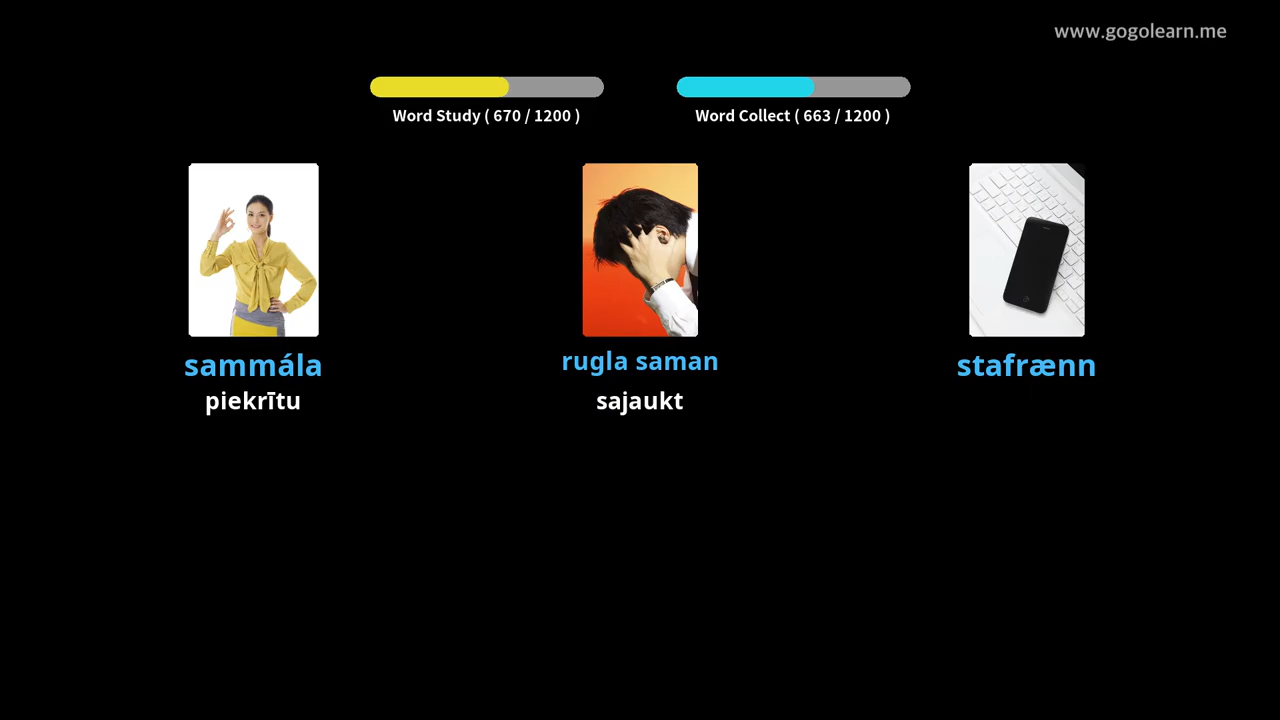 www.gogolearn.me
Word Study ( 670 / 1200 )
Word Collect ( 663 / 1200 )
sammála
piekrītu
rugla saman
sajaukt
stafrænn